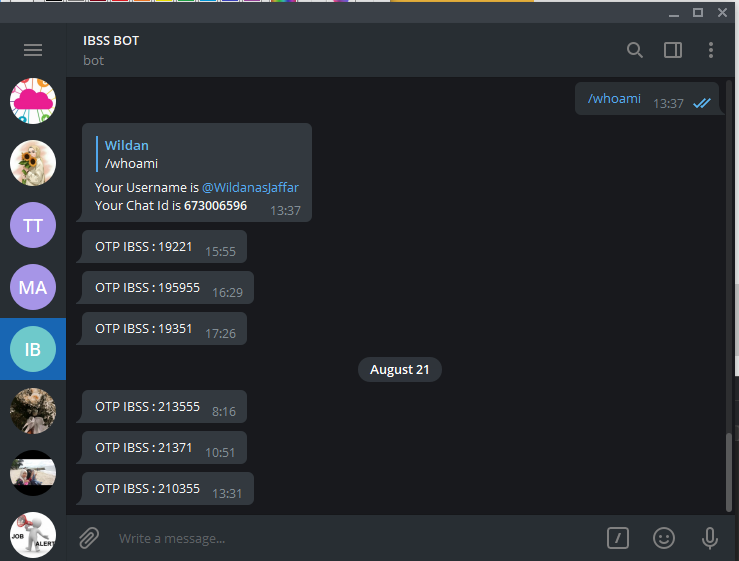 IBSS BOT
bot
/whoami 13:37
Wildan
/whoami
Your Username is @WildanasJaffar
Your Chat Id is 673006596 13:37
OTP IBSS : 19221 15:55
OTP IBSS : 195955 16:29
OTP IBSS : 19351 17:26
August 21
OTP IBSS : 213555 8:16
OTP IBSS : 21371 10:51
OTP IBSS : 210355 13:31
TT
MA
IB
JOB
ALERT
Write a message...